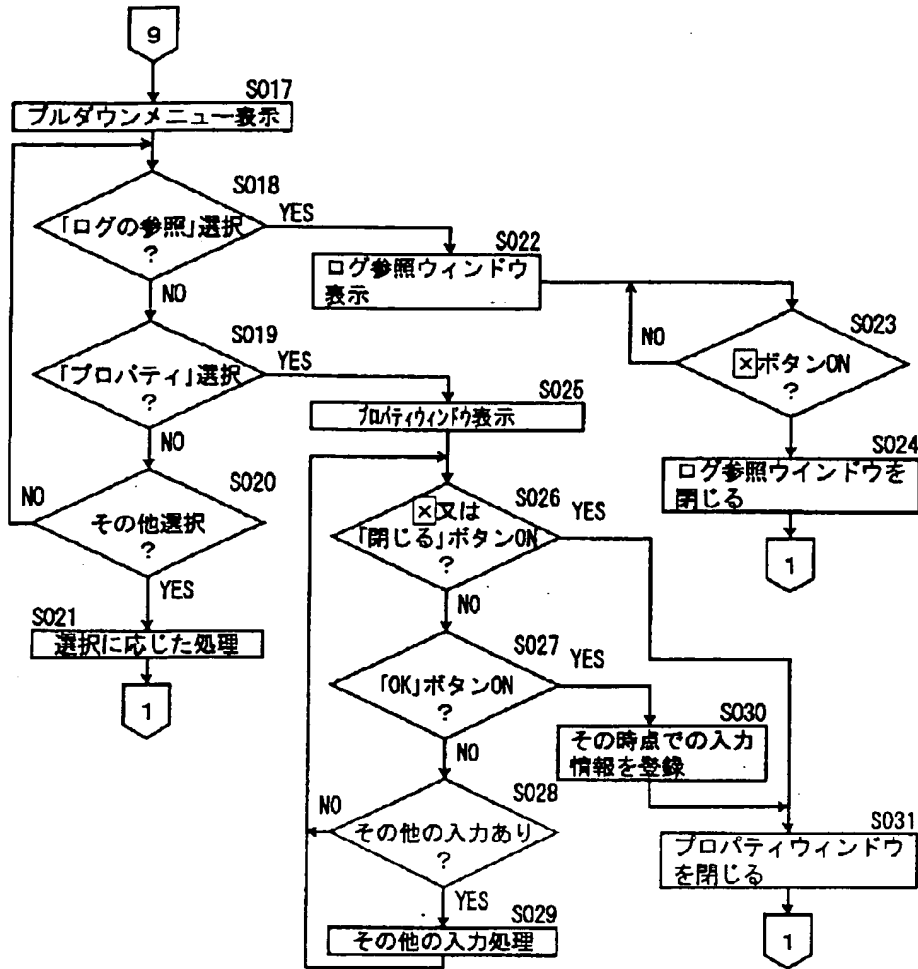 9
S017
プルダウンメニュー表示
S018
「ログの参照」選択
?
YES
NO
S022
ログ参照ウィンドウ
表示
S023
×ボタンON
?
NO
S024
ログ参照ウインドウを
閉じる
1
S019
「プロパティ」選択
?
YES
NO
S025
プロパティウィンドウ表示
S020
その他選択
?
NO
YES
S021
選択に応じた処理
1
S026
×又は
「閉じる」ボタンON
?
YES
NO
S027
「OK」ボタンON
?
YES
NO
S030
その時点での入力
情報を登録
S028
その他の入力あり
?
NO
YES
S029
その他の入力処理
S031
プロパティウィンドウ
を閉じる
1